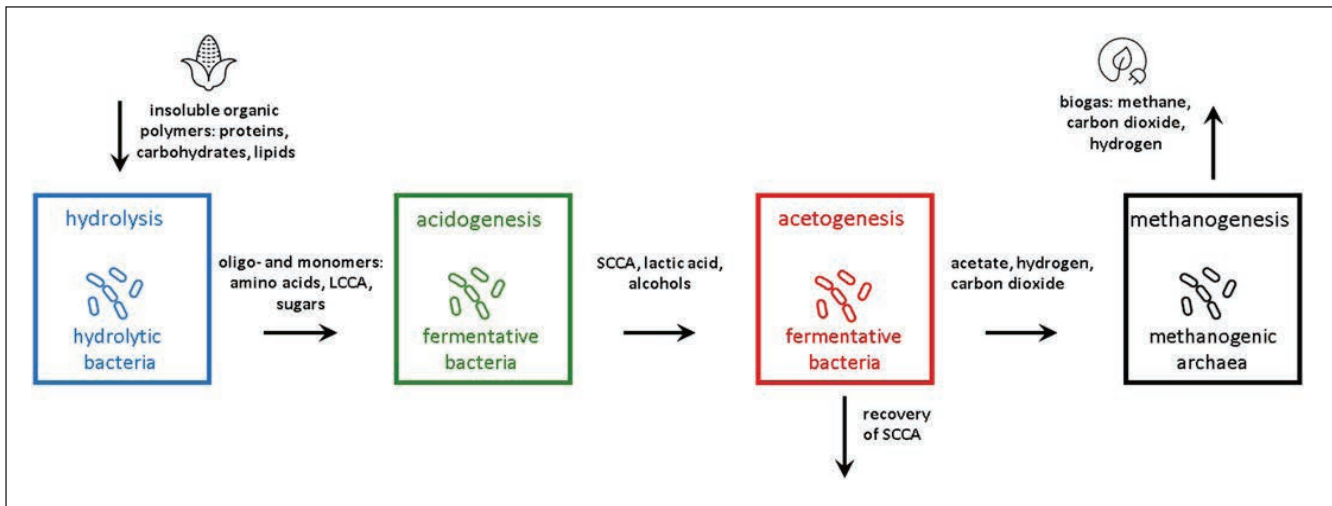 insoluble organic
polymers: proteins,
carbohydrates, lipids
hydrolysis
hydrolytic
bacteria
oligo- and monomers:
amino acids, LCCA,
sugars
acidogenesis
fermentative
bacteria
SCCA, lactic acid,
alcohols
acetogenesis
fermentative
bacteria
recovery
of SCCA
acetate, hydrogen,
carbon dioxide
methanogenesis
methanogenic
archaea
biogas: methane,
carbon dioxide,
hydrogen